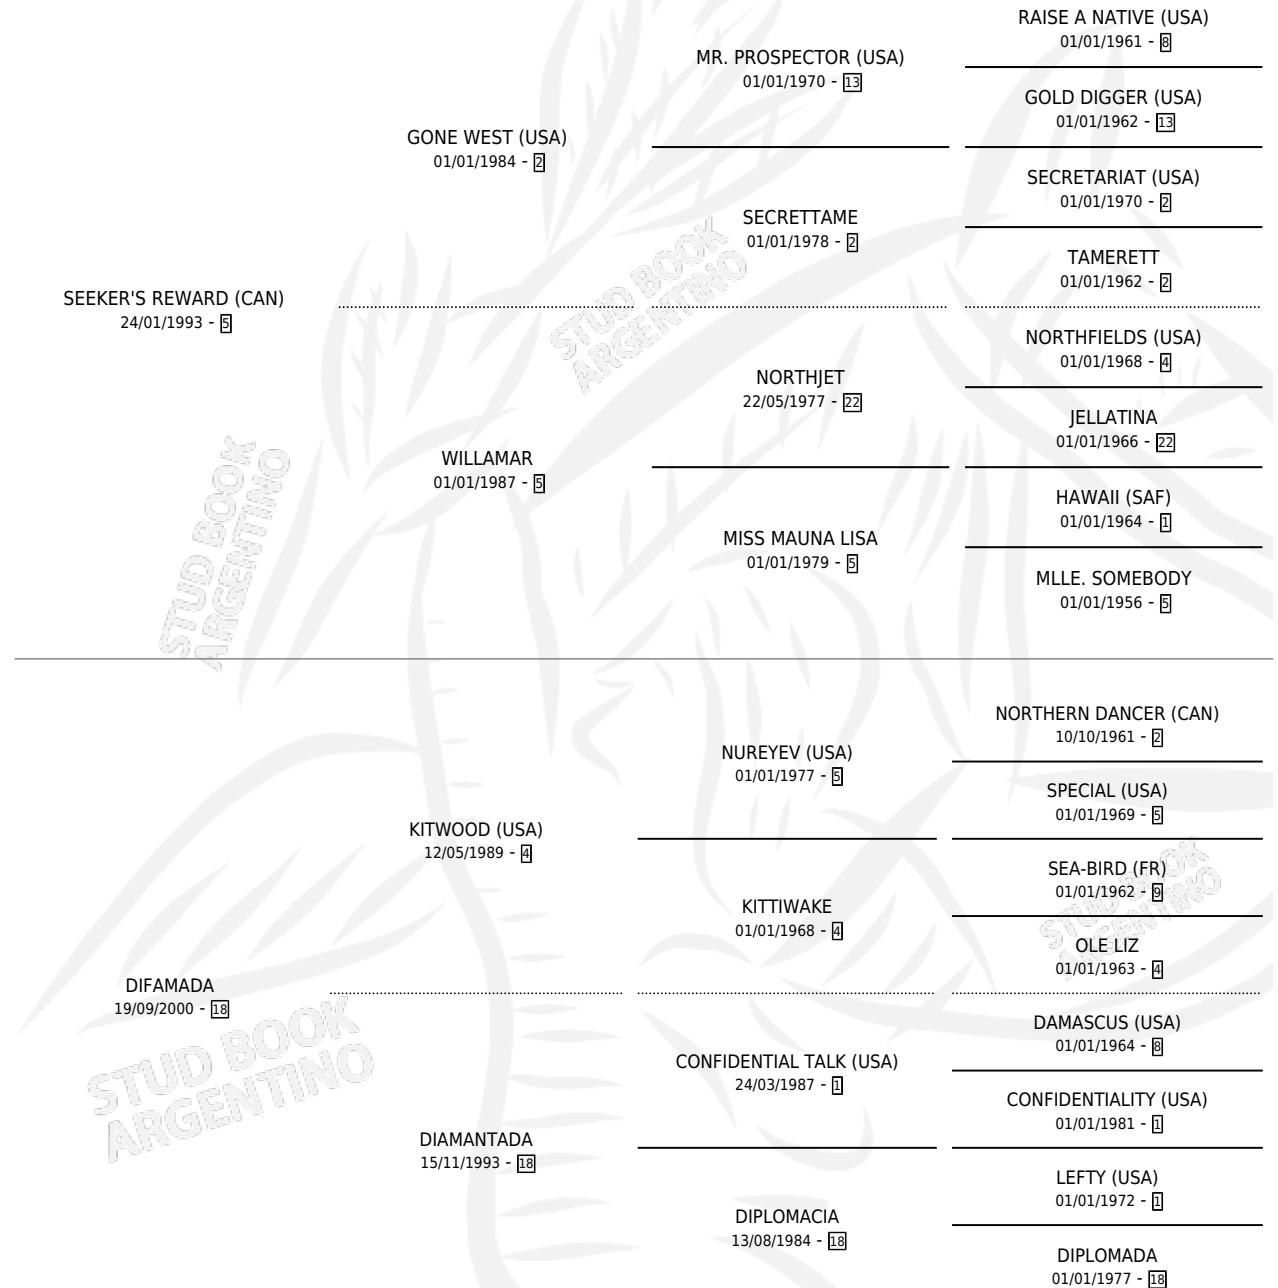 RAISE A NATIVE (USA)
01/01/1961 - 8
MR. PROSPECTOR (USA)
01/01/1970 - 13
GOLD DIGGER (USA)
01/01/1962 - 13
GONE WEST (USA)
01/01/1984 - 2
SECRETARIAT (USA)
01/01/1970 - 2
SECRETTAME
01/01/1978 - 2
TAMERETT
01/01/1962 - 2
SEEKER'S REWARD (CAN)
24/01/1993 - 5
NORTHFIELDS (USA)
01/01/1968 - 4
NORTHJET
22/05/1977 - 22
JELLATINA
01/01/1966 - 22
WILLAMAR
01/01/1987 - 5
HAWAII (SAF)
01/01/1964 - 1
MISS MAUNA LISA
01/01/1979 - 5
MLLE. SOMEBODY
01/01/1956 - 5
NORTHERN DANCER (CAN)
10/10/1961 - 2
NUREYEV (USA)
01/01/1977 - 5
SPECIAL (USA)
01/01/1969 - 5
KITWOOD (USA)
12/05/1989 - 4
SEA-BIRD (FR)
01/01/1962 - 9
KITTIWAKE
01/01/1968 - 4
OLE LIZ
01/01/1963 - 4
DIFAMADA
19/09/2000 - 18
DAMASCUS (USA)
01/01/1964 - 8
CONFIDENTIAL TALK (USA)
24/03/1987 - 1
CONFIDENTIALITY (USA)
01/01/1981 - 1
DIAMANTADA
15/11/1993 - 18
LEFTY (USA)
01/01/1972 - 1
DIPLOMACIA
13/08/1984 - 18
DIPLOMADA
01/01/1977 - 18
STUD BOOK
ARGENTINO
STUD BOOK
ARGENTINO
STUD BOOK
ARGENTINO
STUD BOOK
ARGENTINO